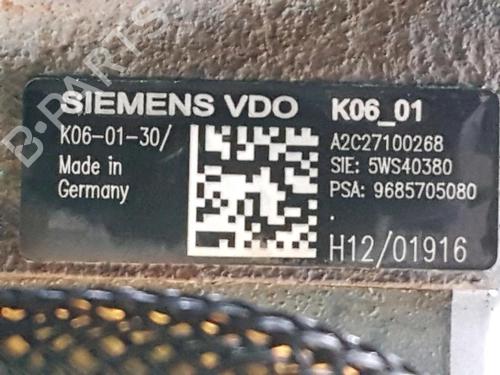 B-PARTS
SIEMENS VDO
K06_01
K06-01-30/
Made in
Germany
A2C27100268
SIE: 5WS40380
PSA: 9685705080
.
H12/01916